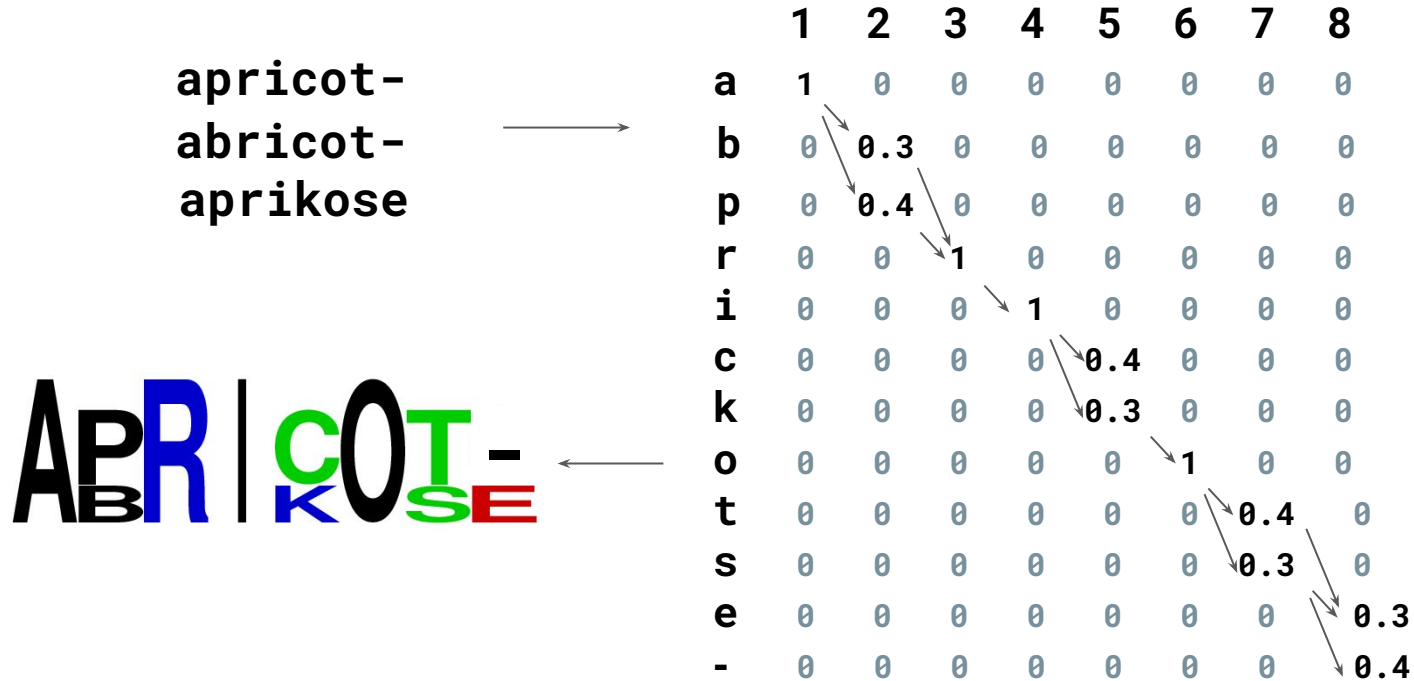 apricot-
abricot-
aprikose
1 2 3 4 5 6 7 8
a 1 0 0 0 0 0 0 0
b 0 0.3 0 0 0 0 0 0
p 0 0.4 0 0 0 0 0 0
r 0 0 1 0 0 0 0 0
i 0 0 0 1 0 0 0 0
c 0 0 0 0 0.4 0 0 0
k 0 0 0 0 0.3 0 0 0
o 0 0 0 0 0 1 0 0
t 0 0 0 0 0 0 0.4 0
s 0 0 0 0 0 0 0.3 0
e 0 0 0 0 0 0 0 0.3
- 0 0 0 0 0 0 0 0.4
APRICOT-
BKSE